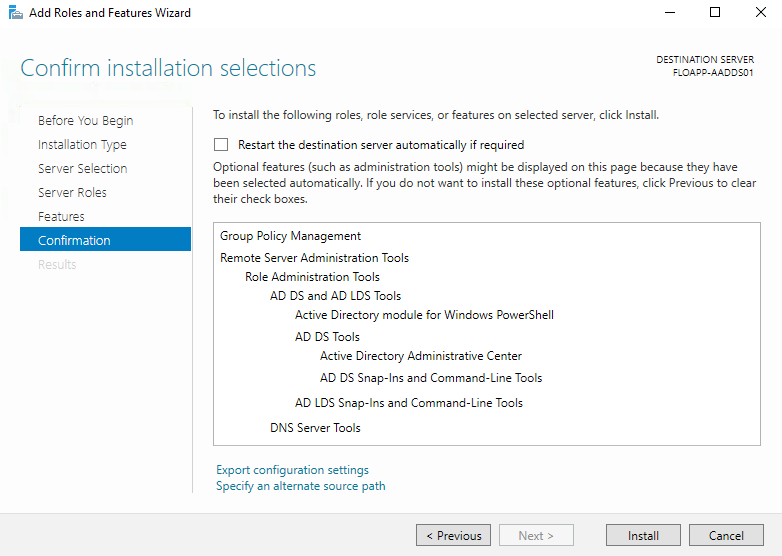 Add Roles and Features Wizard
Confirm installation selections
DESTINATION SERVER
FLOAPP-AADDS01
Before You Begin
Installation Type
Server Selection
Server Roles
Features
Confirmation
Results
To install the following roles, role services, or features on selected server, click Install.
Restart the destination server automatically if required
Optional features (such as administration tools) might be displayed on this page because they have
been selected automatically. If you do not want to install these optional features, click Previous to clear
their check boxes.
Group Policy Management
Remote Server Administration Tools
Role Administration Tools
AD DS and AD LDS Tools
Active Directory module for Windows PowerShell
AD DS Tools
Active Directory Administrative Center
AD DS Snap-Ins and Command-Line Tools
AD LDS Snap-Ins and Command-Line Tools
DNS Server Tools
Export configuration settings
Specify an alternate source path
< Previous
Next >
Install
Cancel